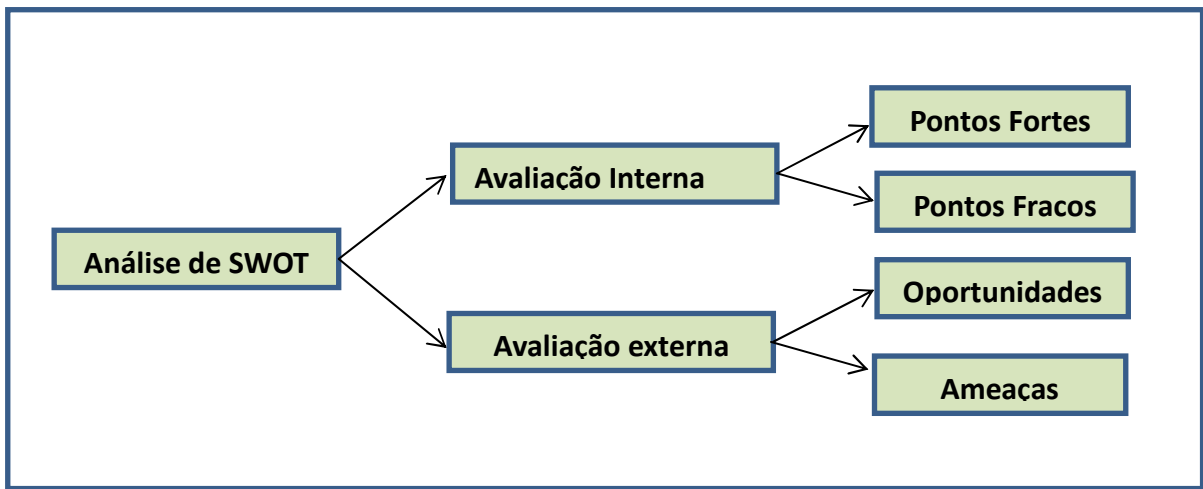 Análise de SWOT
Avaliação Interna
Pontos Fortes
Pontos Fracos
Avaliação externa
Oportunidades
Ameaças